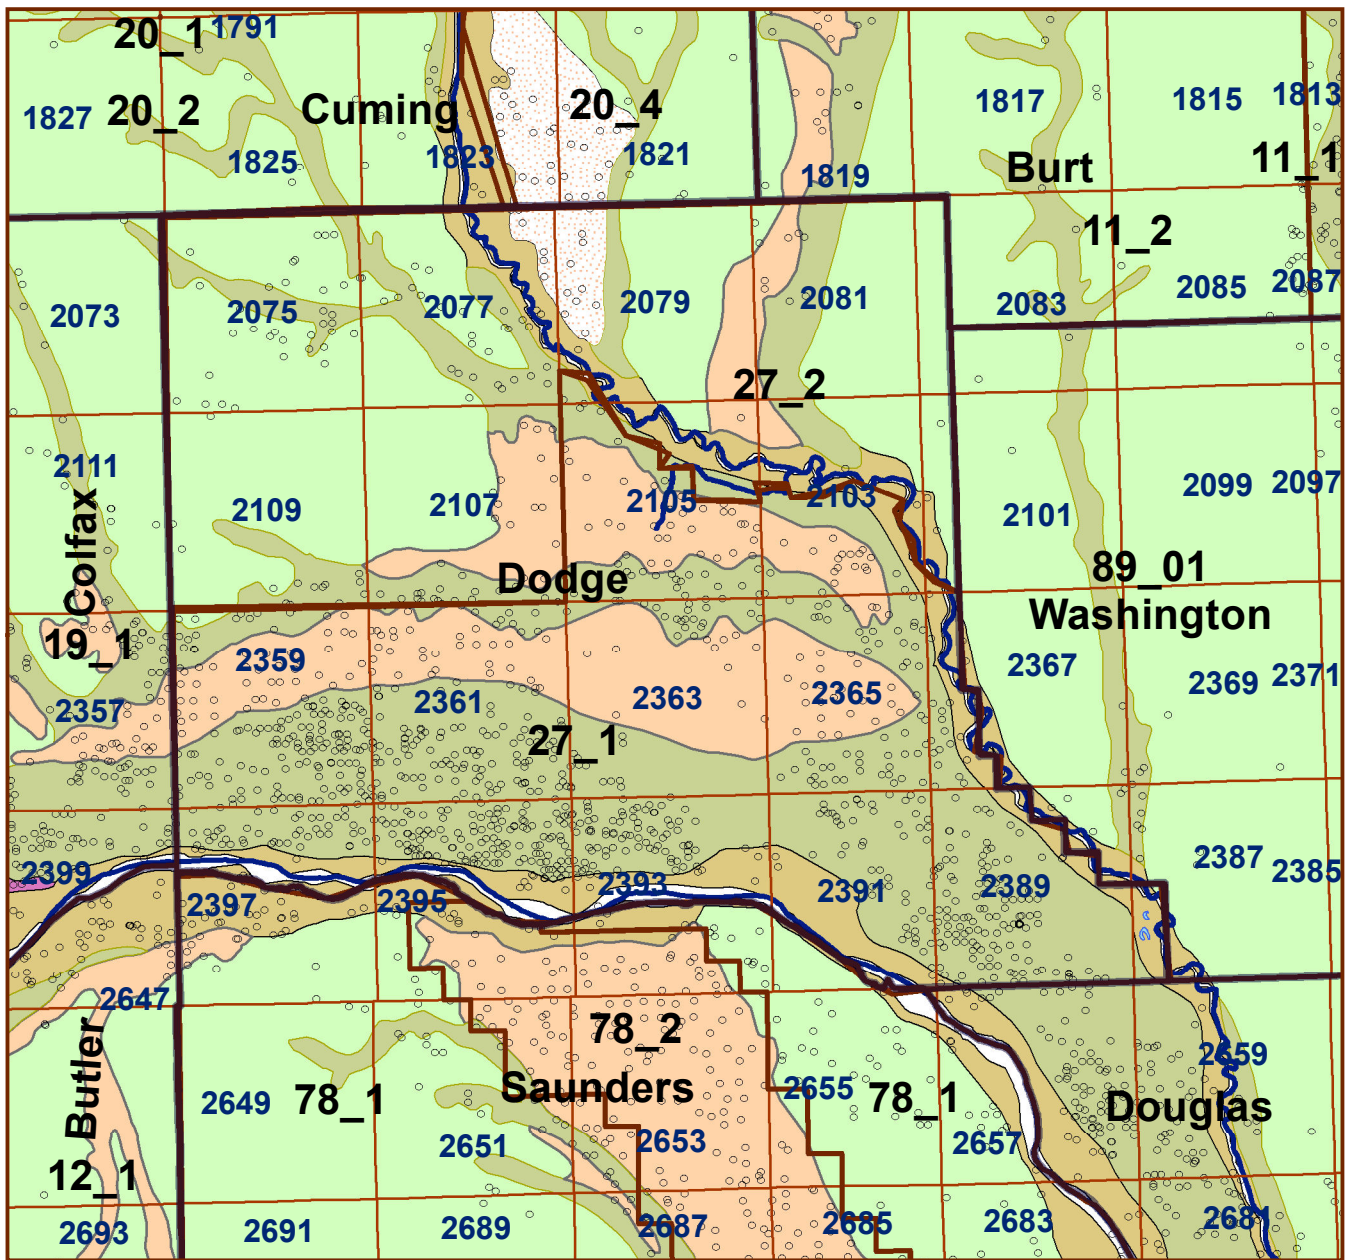 20_1 1791
1827 20_2 Cuming 20_4 1817 1815 1813
1825 1823 1821 1819 Burt 11_1
11_2
2073 2075 2077 2079 2081 2083 2085 2087
27_2
2111 2109 2107 2105 2103 2101 2099 2097
Colfax Dodge 89_01
Washington
19_1 2359 2367
2357 2361 2363 2365 2369 2371
27_1
2399 2397 2395 2393 2391 2389 2387 2385
2647
78_2
Butler 2649 78_1 Saunders 2655 78_1 Douglas 2659
2651 2653 2657
12_1
2693 2691 2689 2687 2685 2683 2681